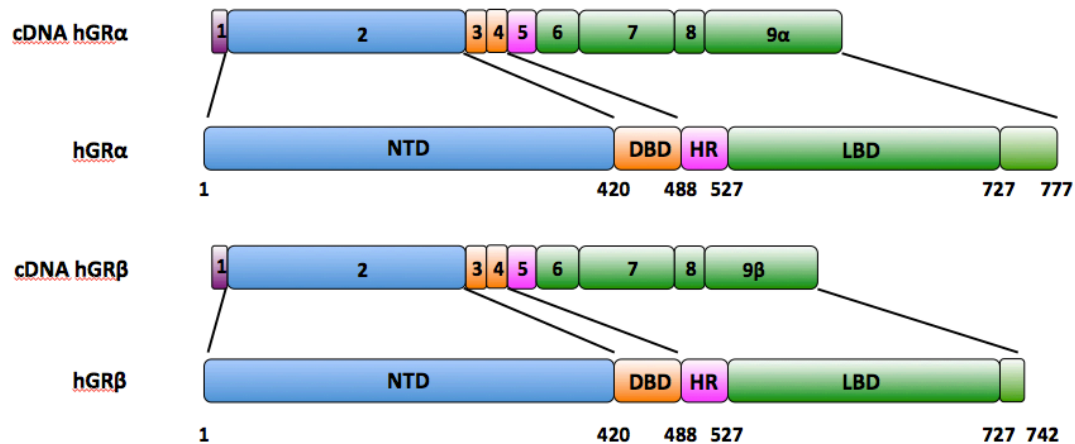 cDNA hGRα 1 2 3 4 5 6 7 8 9α
hGRα NTD DBD HR LBD
1 420 488 527 727 777
cDNA hGRβ 1 2 3 4 5 6 7 8 9β
hGRβ NTD DBD HR LBD
1 420 488 527 727 742